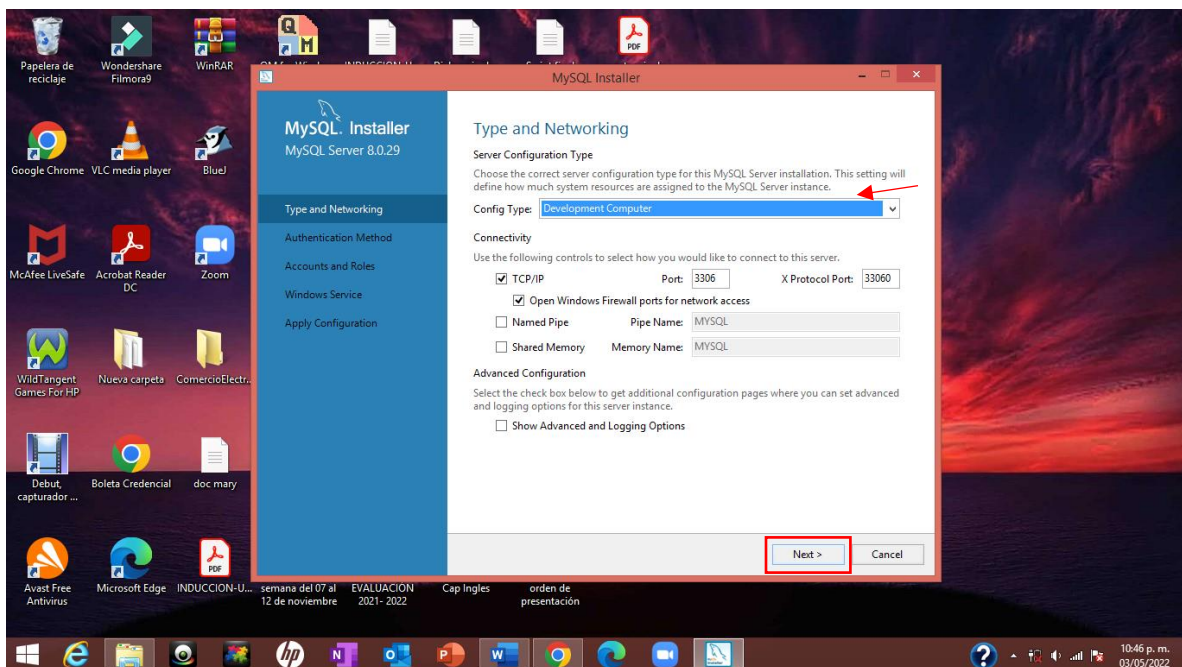 Papelera de
reciclaje
Wondershare
Filmora9
WinRAR
Q
M
PDF
MySQL Installer
MySQL. Installer
MySQL Server 8.0.29
Type and Networking
Authentication Method
Accounts and Roles
Windows Service
Apply Configuration
Type and Networking
Server Configuration Type
Choose the correct server configuration type for this MySQL Server installation. This setting will
define how much system resources are assigned to the MySQL Server instance.
Config Type: Development Computer
Connectivity
Use the following controls to select how you would like to connect to this server.
TCP/IP Port: 3306 X Protocol Port: 33060
Open Windows Firewall ports for network access
Named Pipe Pipe Name: MYSQL
Shared Memory Memory Name: MYSQL
Advanced Configuration
Select the check box below to get additional configuration pages where you can set advanced
and logging options for this server instance.
Show Advanced and Logging Options
Next > Cancel
Google Chrome VLC media player BlueJ
McAfee LiveSafe Acrobat Reader
DC
Zoom
WildTangent
Games For HP
Nueva carpeta ComercioElectr...
Debut,
capturador ...
Boleta Credencial doc mary
PDF
Avast Free
Antivirus
Microsoft Edge INDUCCION-U...
semana del 07 al
12 de noviembre
EVALUACION
2021- 2022
Cap Ingles
orden de
presentación
10:46 p. m.
03/05/2022